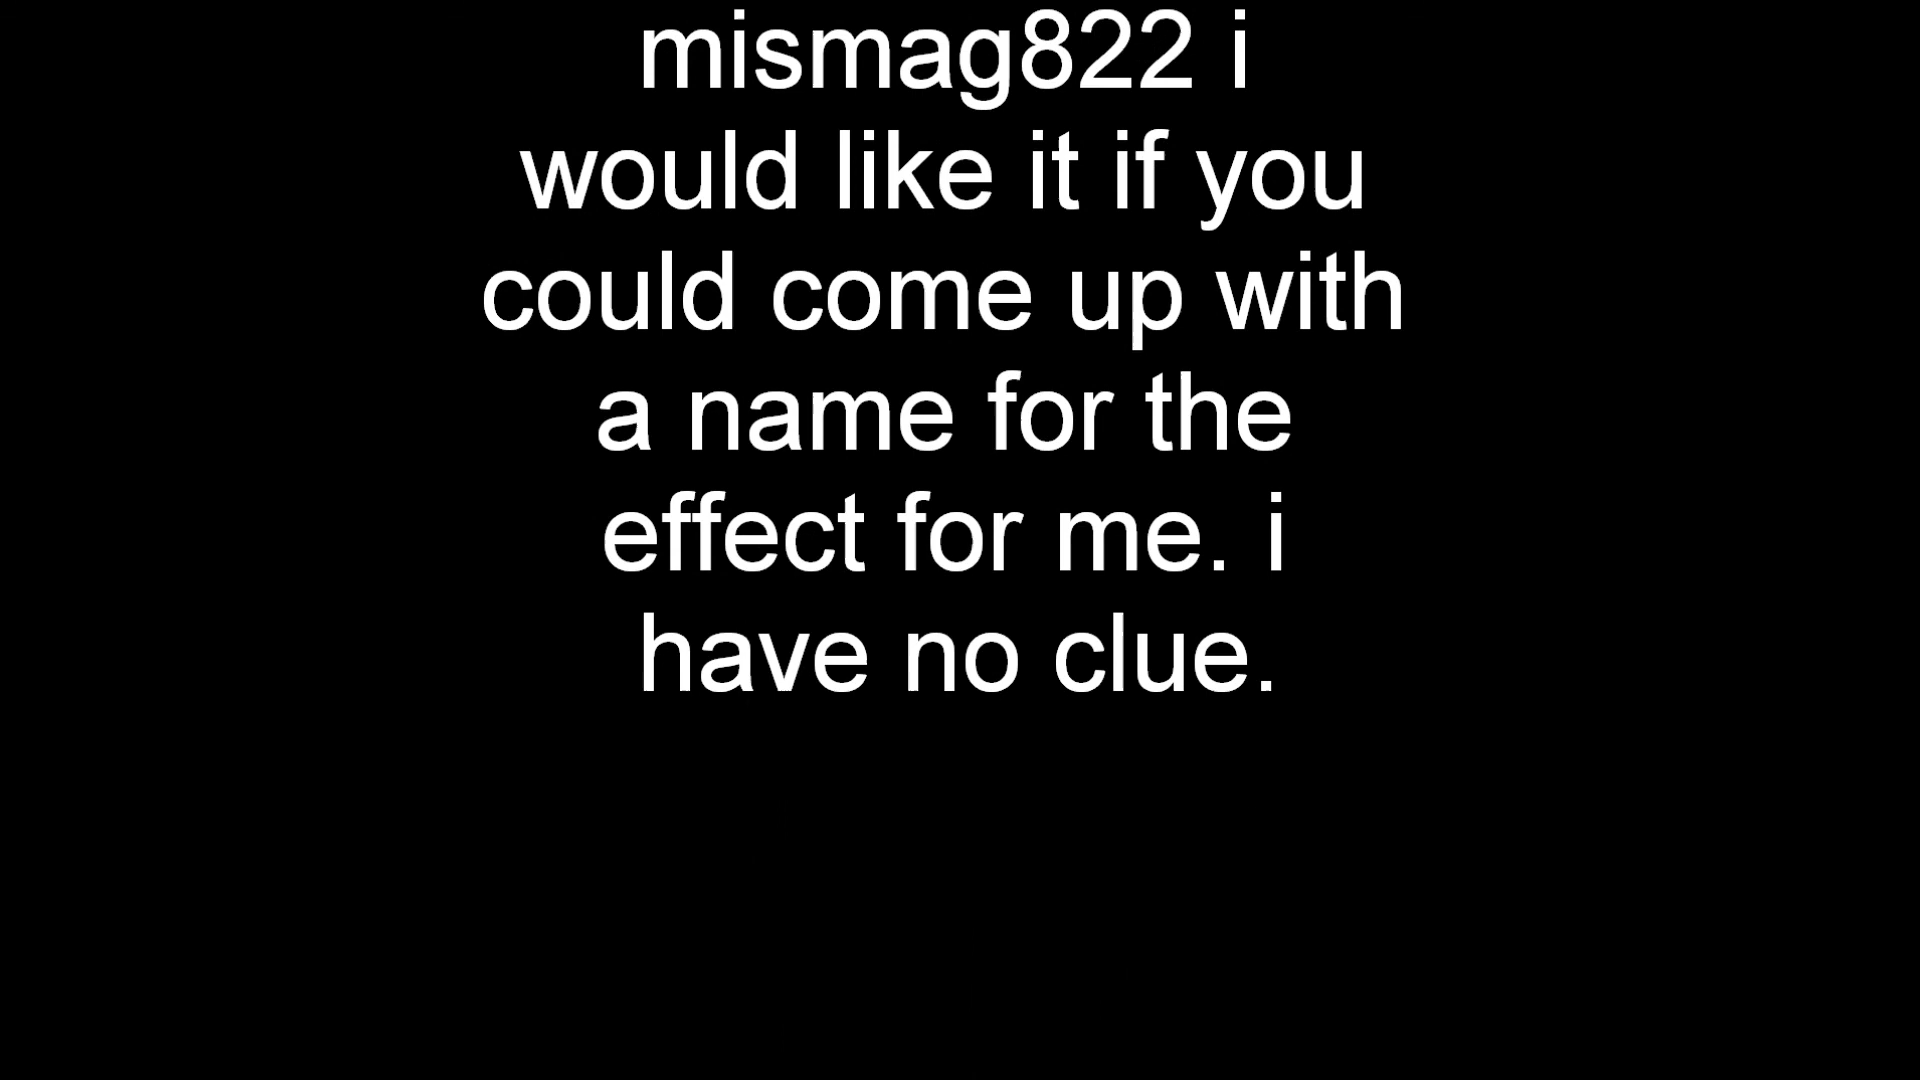 mismag822 i
would like it if you
could come up with
a name for the
effect for me. i
have no clue.